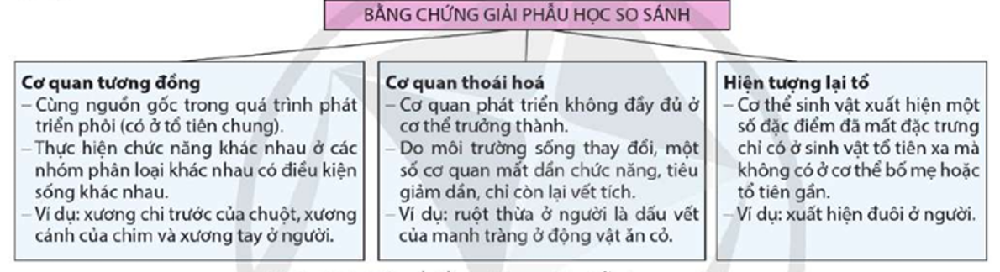 BẰNG CHỨNG GIẢI PHẪU HỌC SO SÁNH
Cơ quan tương đồng
– Cùng nguồn gốc trong quá trình phát
triển phôi (có ở tổ tiên chung).
– Thực hiện chức năng khác nhau ở các
nhóm phân loại khác nhau có điều kiện
sống khác nhau.
– Ví dụ: xương chi trước của chuột, xương
cánh của chim và xương tay ở người.
Cơ quan thoái hoá
– Cơ quan phát triển không đầy đủ ở
cơ thể trưởng thành.
– Do môi trường sống thay đổi, một
số cơ quan mất dần chức năng, tiêu
giảm dần, chỉ còn lại vết tích.
– Ví dụ: ruột thừa ở người là dấu vết
của manh tràng ở động vật ăn cỏ.
Hiện tượng lại tổ
– Cơ thể sinh vật xuất hiện một
số đặc điểm đã mất đặc trưng
chỉ có ở sinh vật tổ tiên xa mà
không có ở cơ thể bố mẹ hoặc
tổ tiên gần.
– Ví dụ: xuất hiện đuôi ở người.